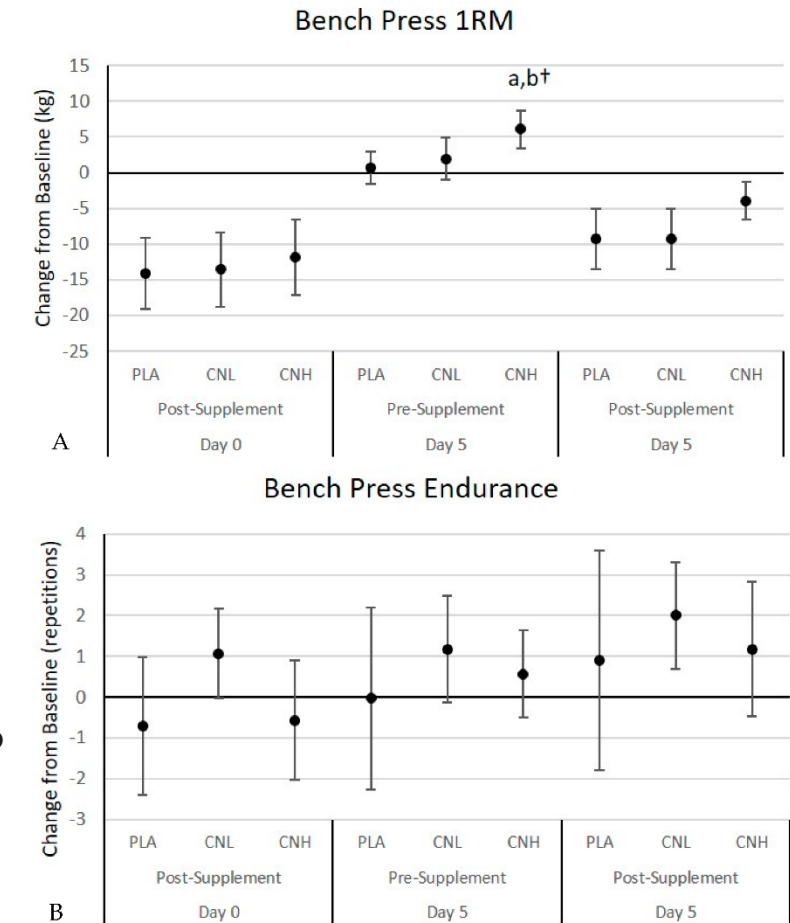 Bench Press 1RM
Change from Baseline (kg)
15
10
5
0
-5
-10
-15
-20
-25
a,b†
PLA CNL CNH PLA CNL CNH PLA CNL CNH
Post-Supplement Pre-Supplement Post-Supplement
A Day 0 Day 5 Day 5
Bench Press Endurance
Change from Baseline (repetitions)
4
3
2
1
0
-1
-2
-3
PLA CNL CNH PLA CNL CNH PLA CNL CNH
Post-Supplement Pre-Supplement Post-Supplement
B Day 0 Day 5 Day 5